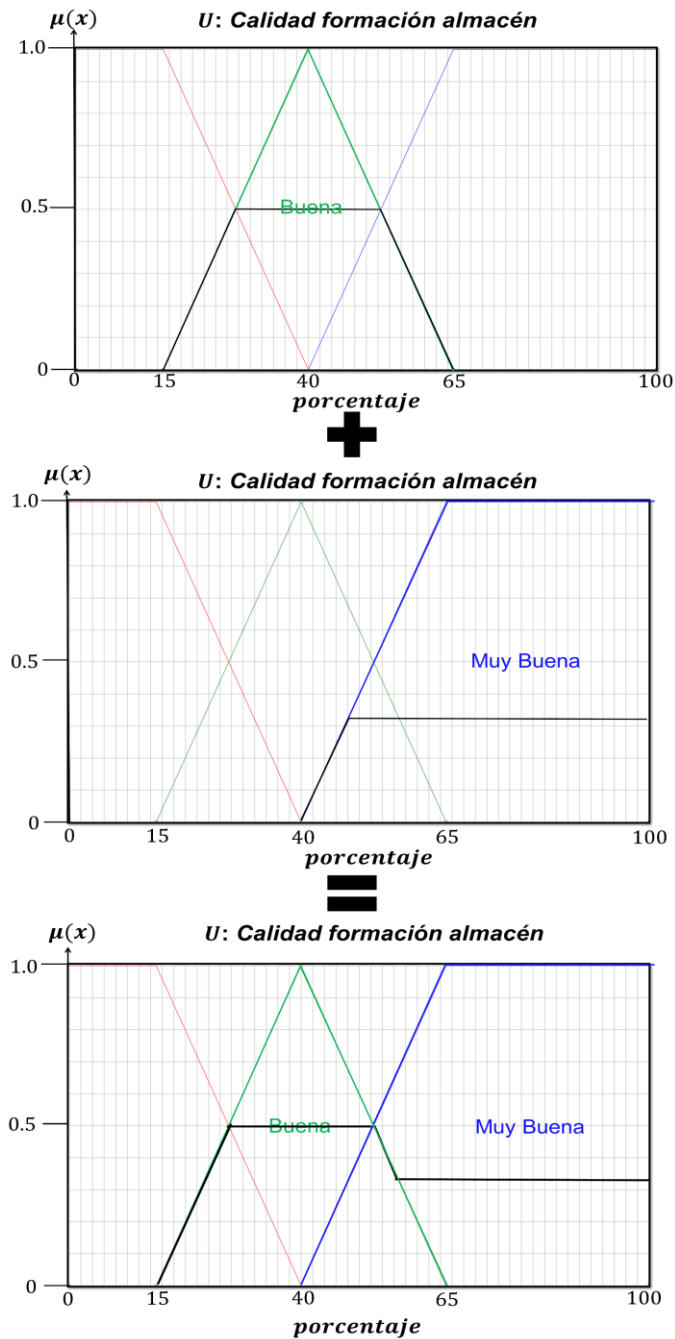 μ(x) U: Calidad formación almacén
1.0
0.5 Buena
0
0 15 40 65 100
porcentaje
+
μ(x) U: Calidad formación almacén
1.0
0.5 Muy Buena
0
0 15 40 65 100
porcentaje
=
μ(x) U: Calidad formación almacén
1.0
0.5 Buena Muy Buena
0
0 15 40 65 100
porcentaje